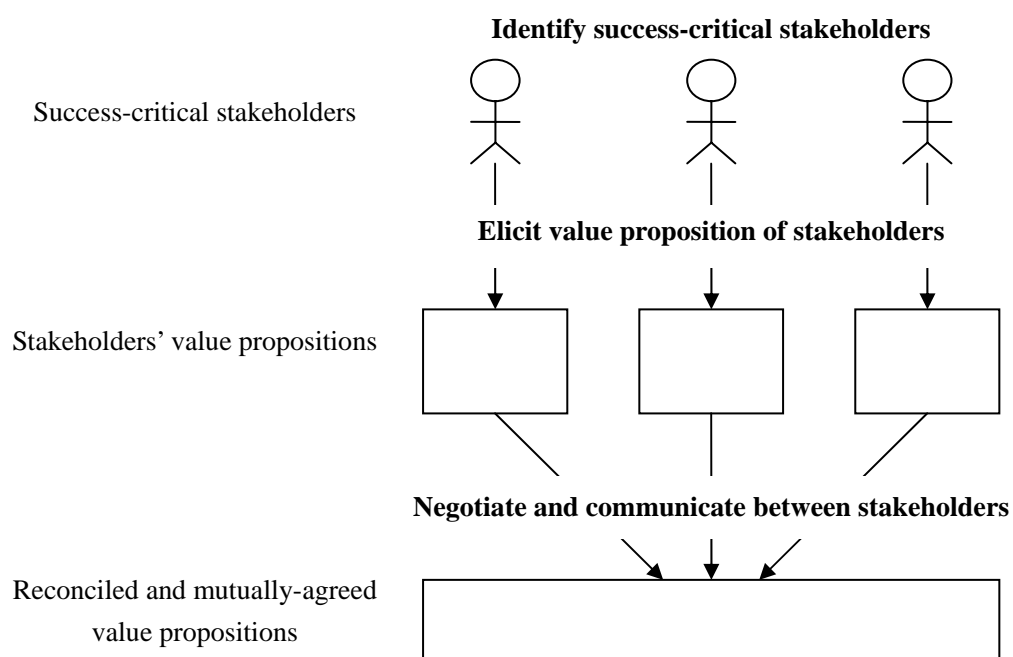 Identify success-critical stakeholders
Success-critical stakeholders
Elicit value proposition of stakeholders
Stakeholders’ value propositions
Negotiate and communicate between stakeholders
Reconciled and mutually-agreed
value propositions